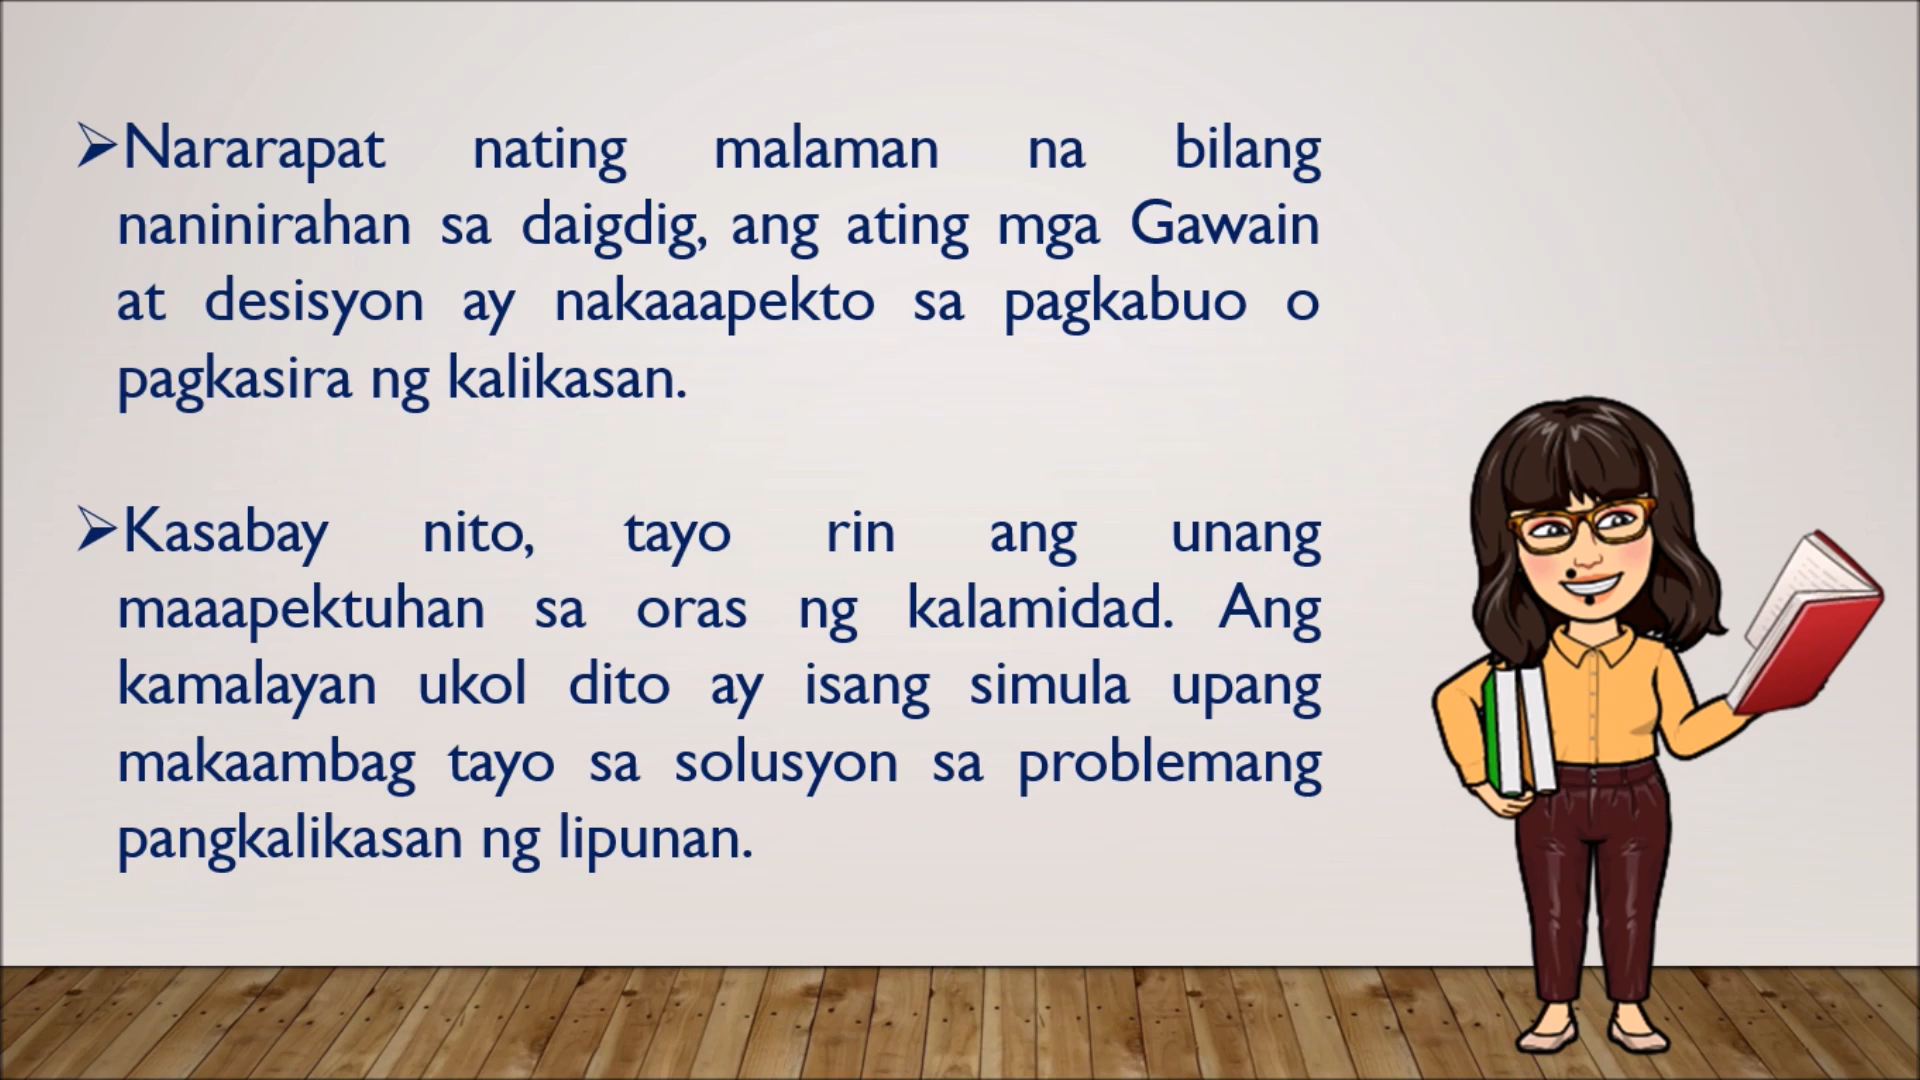 ➢Nararapat nating malaman na bilang
naninirahan sa daigdig, ang ating mga Gawain
at desisyon ay nakaaapekto sa pagkabuo o
pagkasira ng kalikasan.
➢Kasabay nito, tayo rin ang unang
maaapektuhan sa oras ng kalamidad. Ang
kamalayan ukol dito ay isang simula upang
makaambag tayo sa solusyon sa problemang
pangkalikasan ng lipunan.